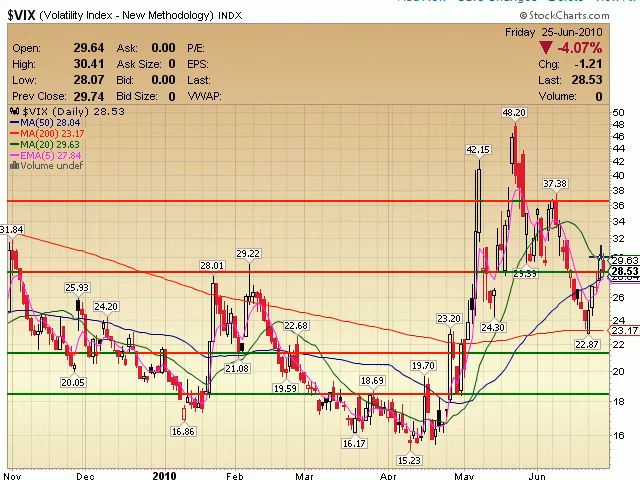 $VIX (Volatility Index - New Methodology) INDX
© StockCharts.com
Friday 25-Jun-2010
Open: 29.64 Ask: 0.00 P/E:
▼ -4.07%
High: 30.41 Ask Size: 0 EPS:
Chg: -1.21
Low: 28.07 Bid: 0.00 Last:
Last: 28.53
Prev Close: 29.74 Bid Size: 0 VWAP:
Volume: 0
$VIX (Daily) 28.53
MA(50) 28.04
MA(200) 23.17
MA(20) 29.63
EMA(5) 27.84
Volume undef
48.20
42.15
37.38
31.84
29.22
28.01
25.93
24.20
23.20
22.68
29.39
24.30
22.87
21.08
20.05
19.59
19.70
18.69
16.86
16.17
15.23
50
48
46
44
42
40
38
36
34
32
29.63
28.53
26
24
23.17
22
20
18
16
Nov Dec 2010 Feb Mar Apr May Jun